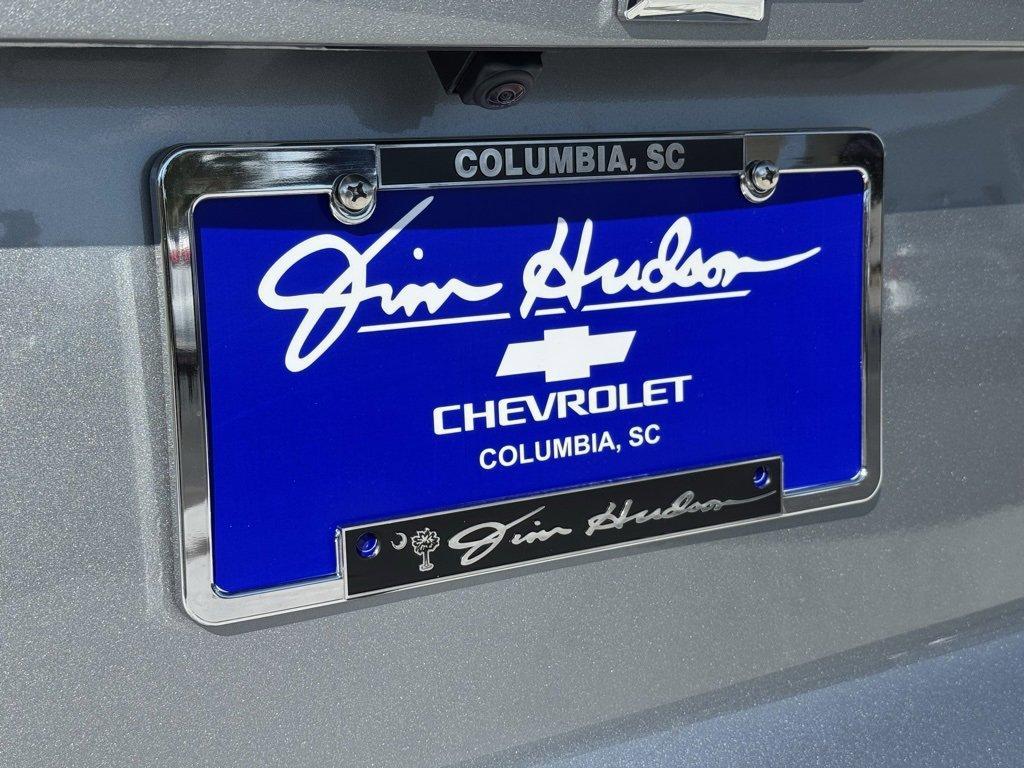 COLUMBIA, SC
Jim Hudson
CHEVROLET
COLUMBIA, SC
Jim Hudson